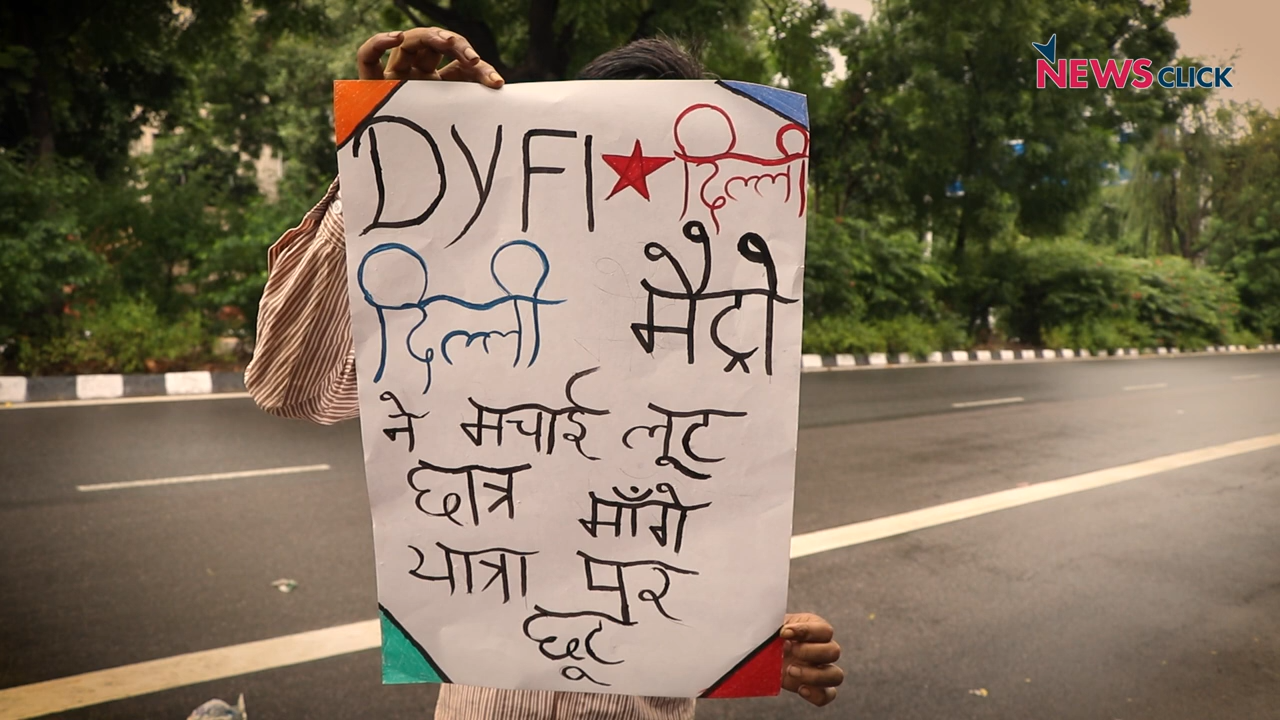 NEWSCLICK
DYFI ★ दिल्ली
दिल्ली मैट्रो
ने मचाई लूट
छात्र माँगे
यात्रा पर
छूट